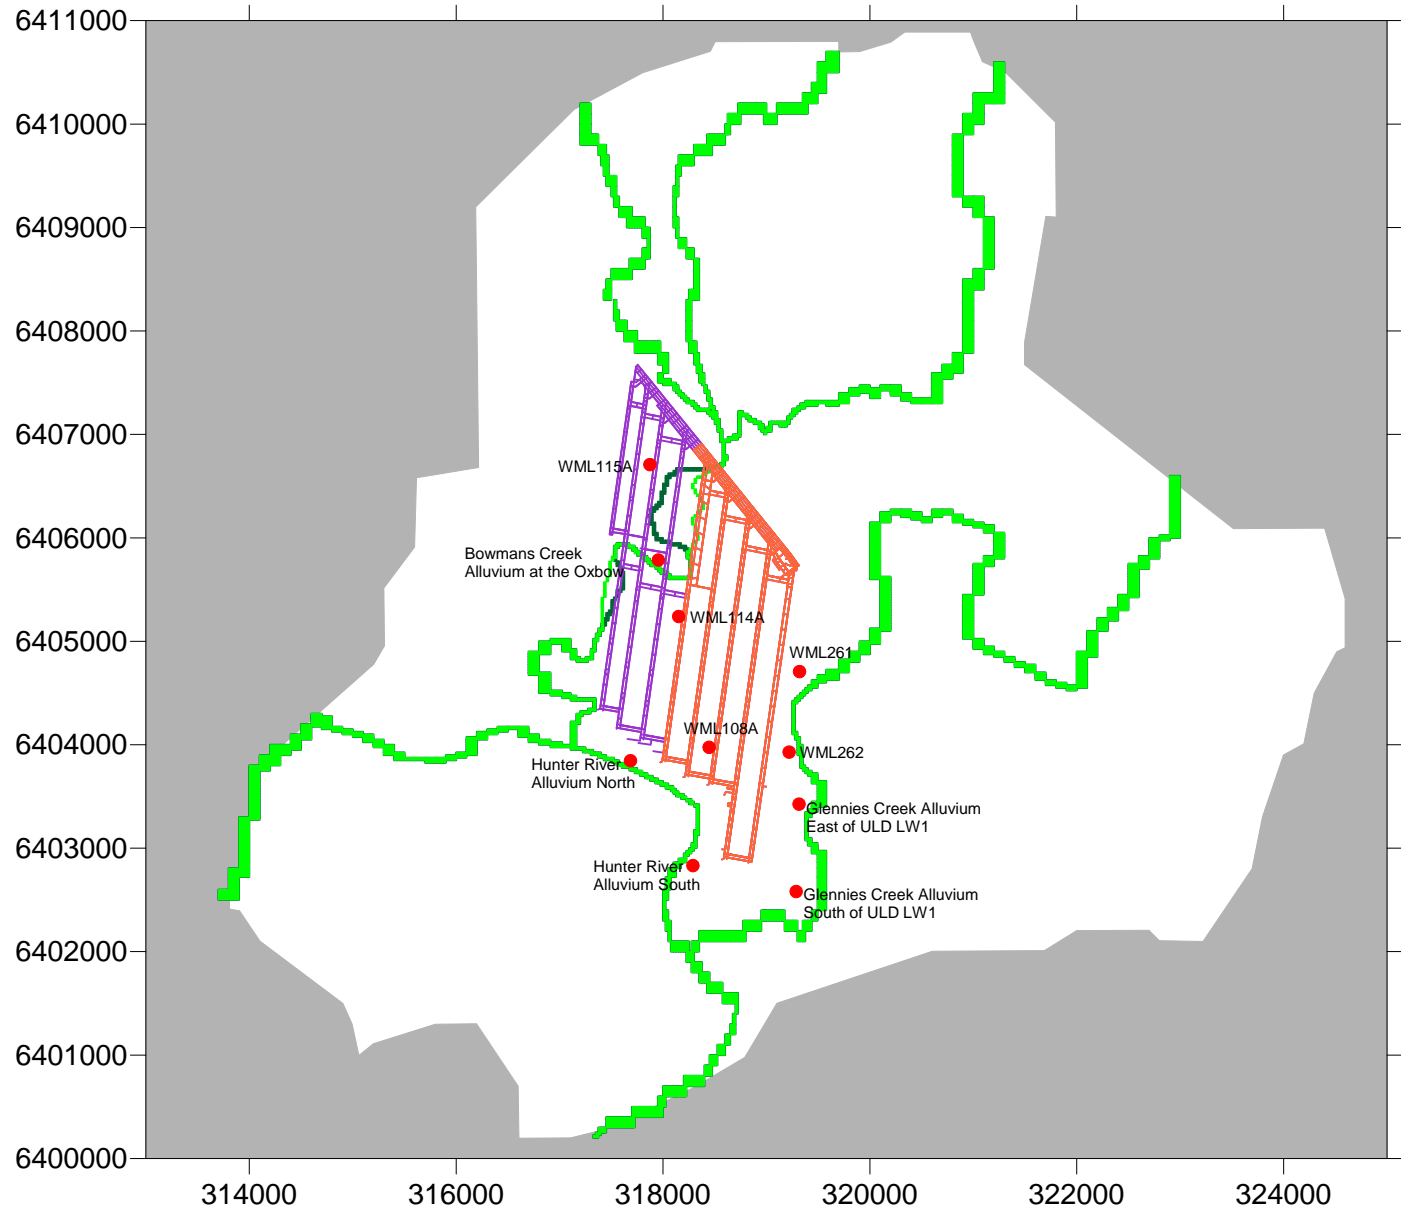 6411000
6410000
6409000
6408000
6407000
WML115A
6406000
Bowmans Creek
Alluvium at the Oxbow
WML114A
6405000
WML261
WML108A
6404000
WML262
Hunter River
Alluvium North
Glennies Creek Alluvium
East of ULD LW1
6403000
Hunter River
Alluvium South
Glennies Creek Alluvium
South of ULD LW1
6402000
6401000
6400000
314000 316000 318000 320000 322000 324000